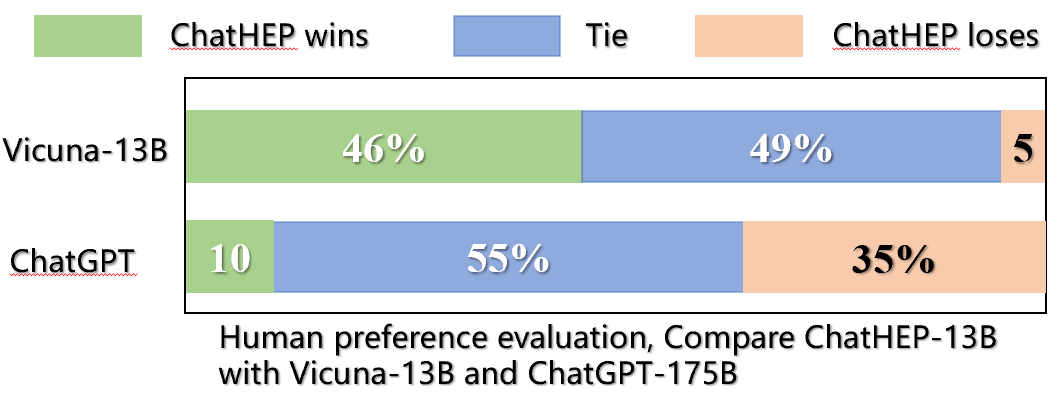 ChatHEP wins Tie ChatHEP loses
Vicuna-13B 46% 49% 5
ChatGPT 10 55% 35%
Human preference evaluation, Compare ChatHEP-13B
with Vicuna-13B and ChatGPT-175B